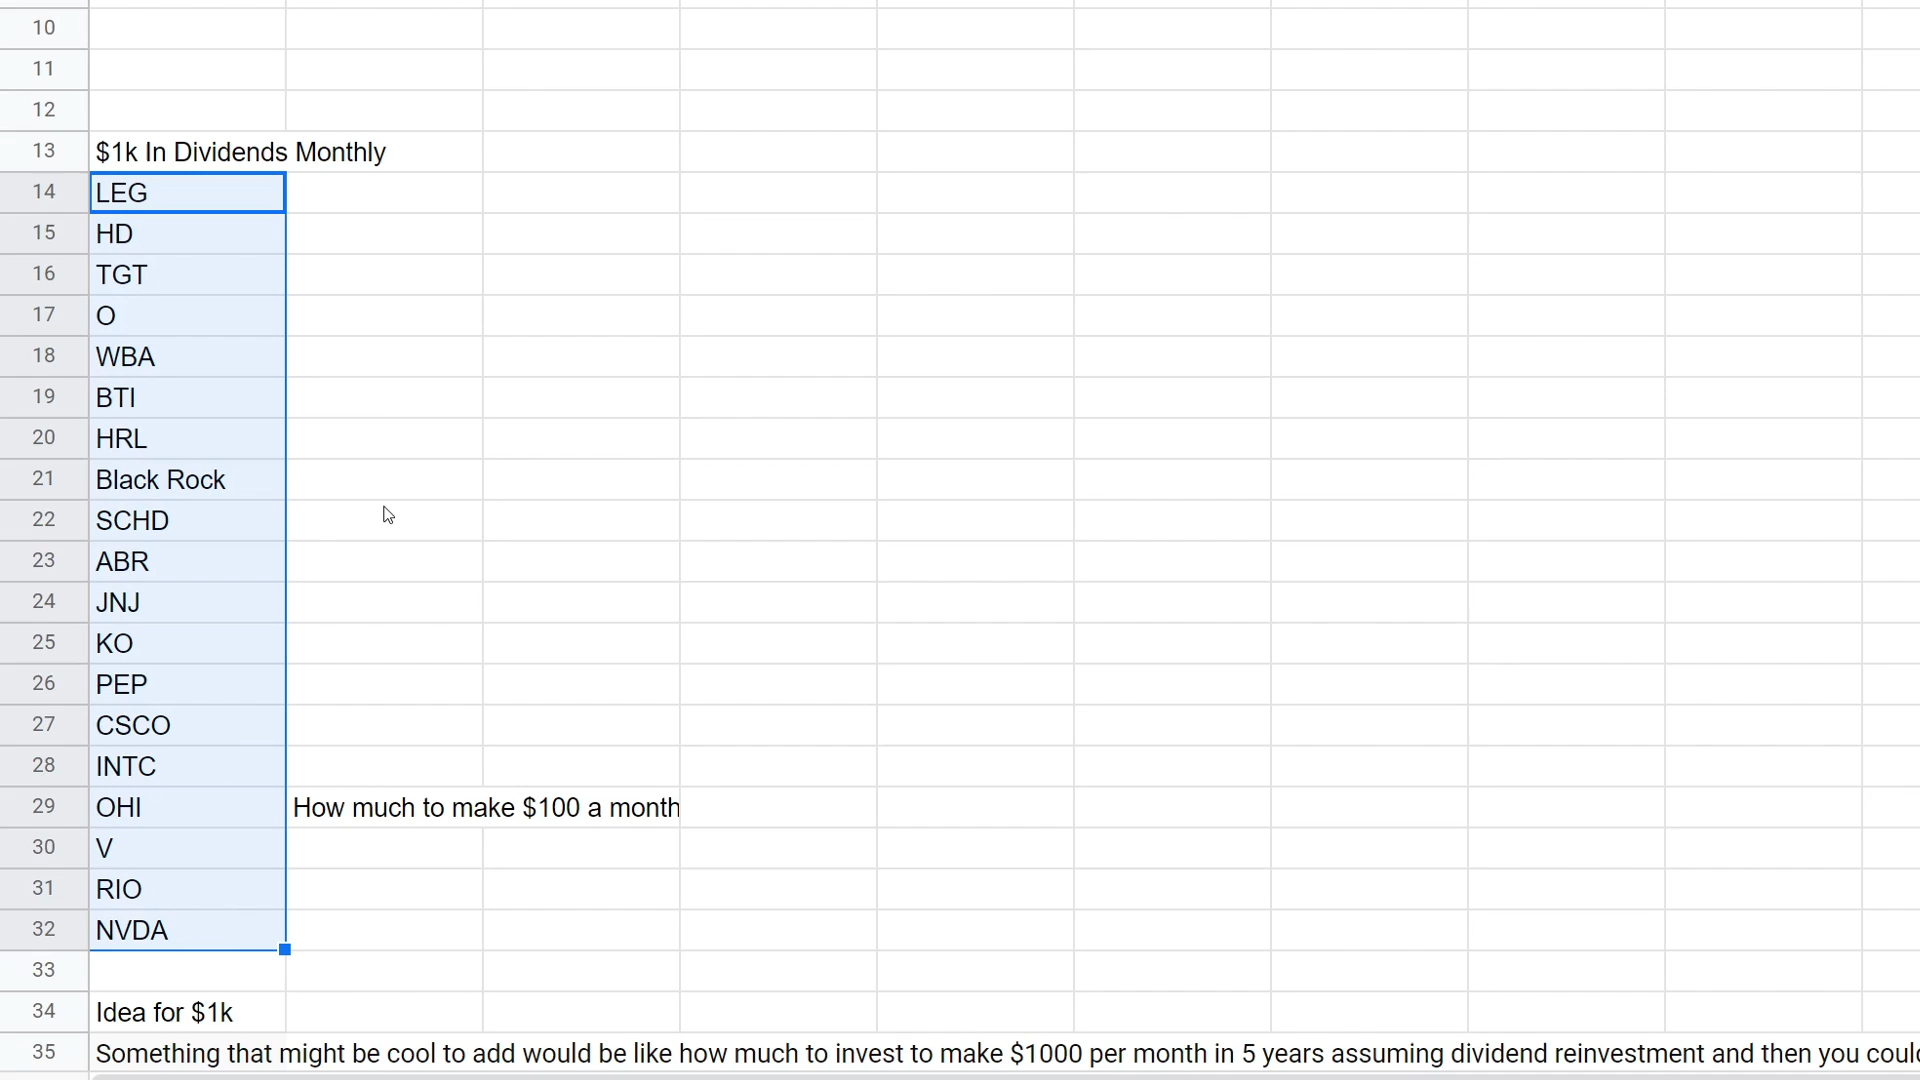 10
11
12
13 $1k In Dividends Monthly
14 LEG
15 HD
16 TGT
17 O
18 WBA
19 BTI
20 HRL
21 Black Rock
22 SCHD
23 ABR
24 JNJ
25 KO
26 PEP
27 CSCO
28 INTC
29 OHI How much to make $100 a month
30 V
31 RIO
32 NVDA
33
34 Idea for $1k
35 Something that might be cool to add would be like how much to invest to make $1000 per month in 5 years assuming dividend reinvestment and then you